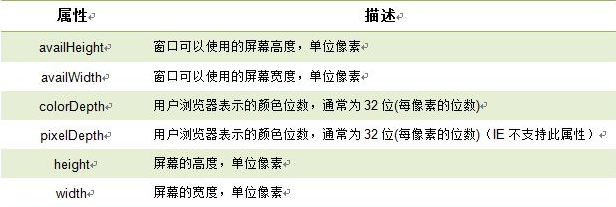 属性 描述
availHeight 窗口可以使用的屏幕高度，单位像素
availWidth 窗口可以使用的屏幕宽度，单位像素
colorDepth 用户浏览器表示的颜色位数，通常为 32 位(每像素的位数)
pixelDepth 用户浏览器表示的颜色位数，通常为 32 位(每像素的位数)（IE 不支持此属性）
height 屏幕的高度，单位像素
width 屏幕的宽度，单位像素